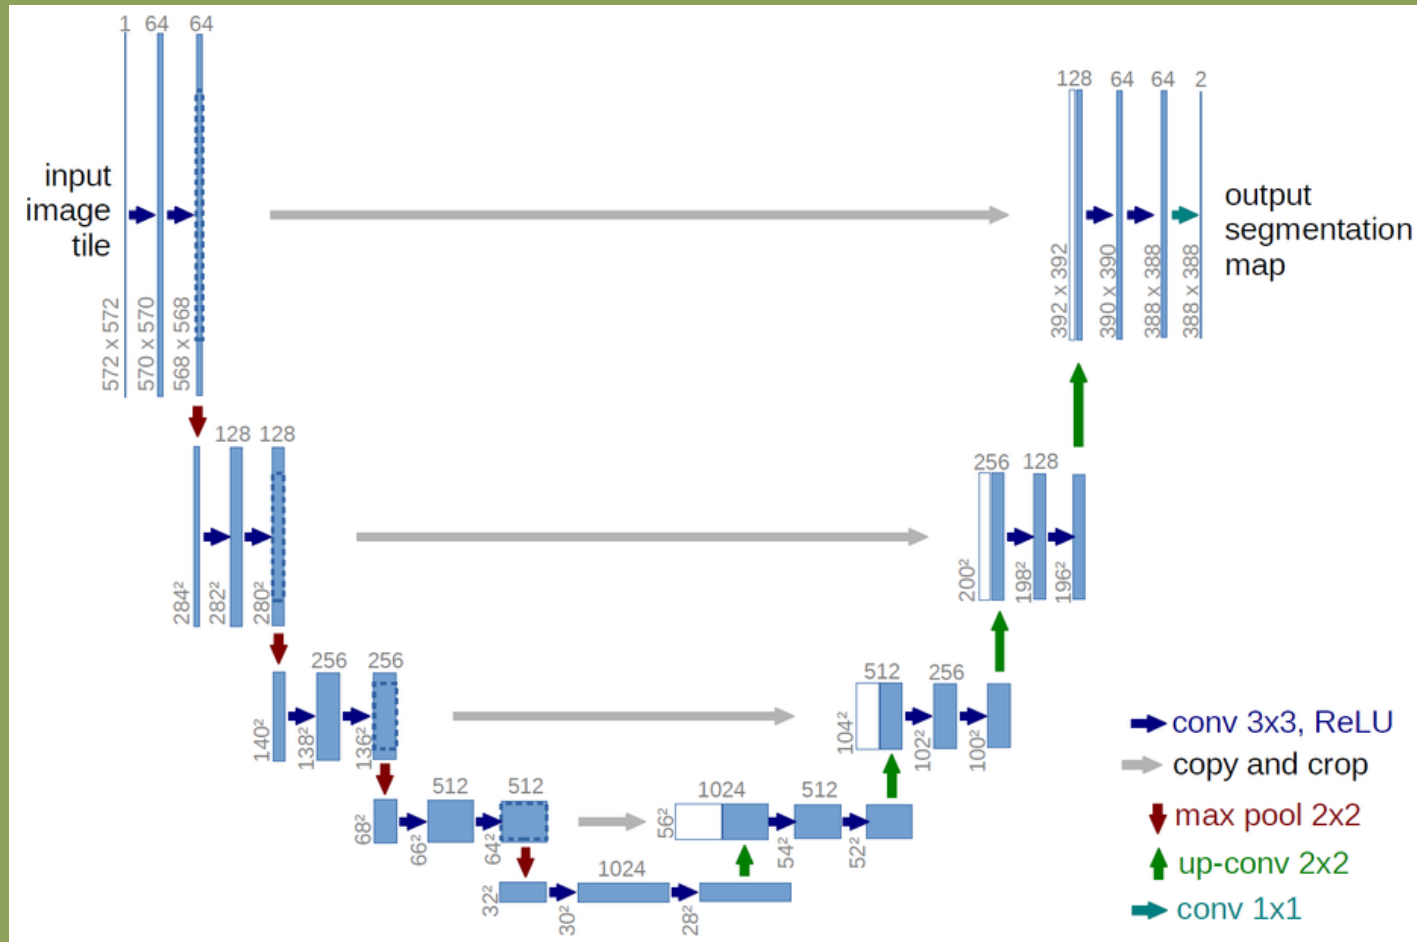 1 64 64
128 64 64 2
input
image
tile
output
segmentation
map
572 x 572
570 x 570
568 x 568
392 x 392
390 x 390
388 x 388
388 x 388
128 128
256 128
284²
282²
280²
200²
198²
196²
256 256
512 256
140²
138²
136²
104²
102²
100²
512 512
1024 512
68²
66²
64²
56²
54²
52²
1024
32²
30²
28²
conv 3x3, ReLU
copy and crop
max pool 2x2
up-conv 2x2
conv 1x1